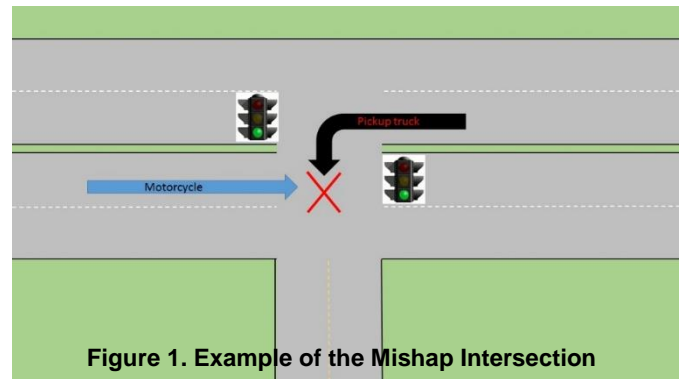 Pickup truck
Motorcycle
Figure 1. Example of the Mishap Intersection